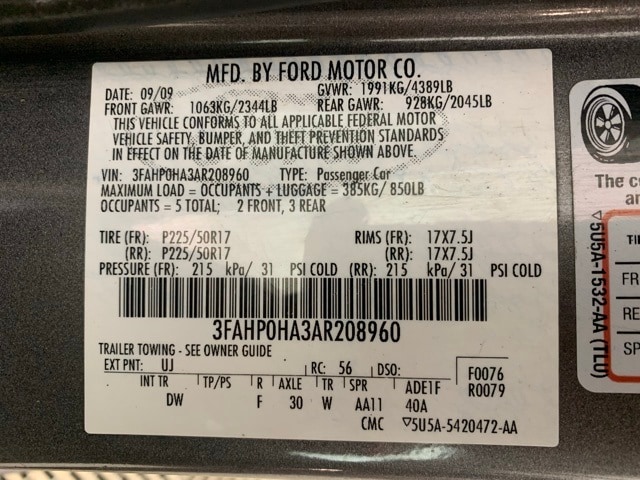 MFD. BY FORD MOTOR CO.
DATE: 09/09 GVWR: 1991KG/4389LB
FRONT GAWR: 1063KG/2344LB REAR GAWR: 928KG/2045LB
THIS VEHICLE CONFORMS TO ALL APPLICABLE FEDERAL MOTOR
VEHICLE SAFETY, BUMPER, AND THEFT PREVENTION STANDARDS
IN EFFECT ON THE DATE OF MANUFACTURE SHOWN ABOVE.
VIN: 3FAHP0HA3AR208960 TYPE: Passenger Car
MAXIMUM LOAD = OCCUPANTS + LUGGAGE = 385KG/ 850LB
OCCUPANTS = 5 TOTAL; 2 FRONT, 3 REAR
TIRE (FR): P225/50R17 RIMS (FR): 17X7.5J
(RR): P225/50R17 (RR): 17X7.5J
PRESSURE (FR): 215 kPa/ 31 PSI COLD (RR): 215 kPa/ 31 PSI COLD
3FAHP0HA3AR208960
TRAILER TOWING - SEE OWNER GUIDE
EXT PNT: UJ RC: 56 DSO: F0076
INT TR TP/PS R AXLE TR SPR ADE1F R0079
DW F 30 W AA11 40A
CMC ▽5U5A-5420472-AA
The c
an
▽5U5A-1532-AA (TL0)
TI
FR
RE
SP